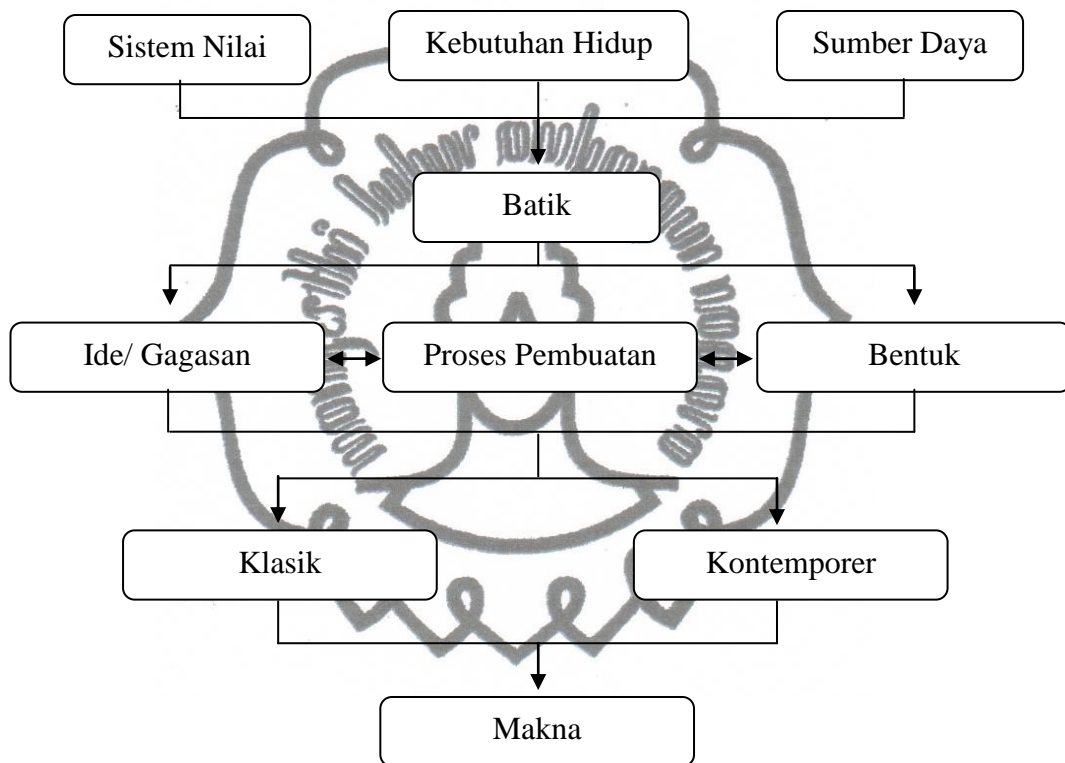 Sistem Nilai
Kebutuhan Hidup
Sumber Daya
Batik
Ide/ Gagasan
Proses Pembuatan
Bentuk
Klasik
Kontemporer
Makna